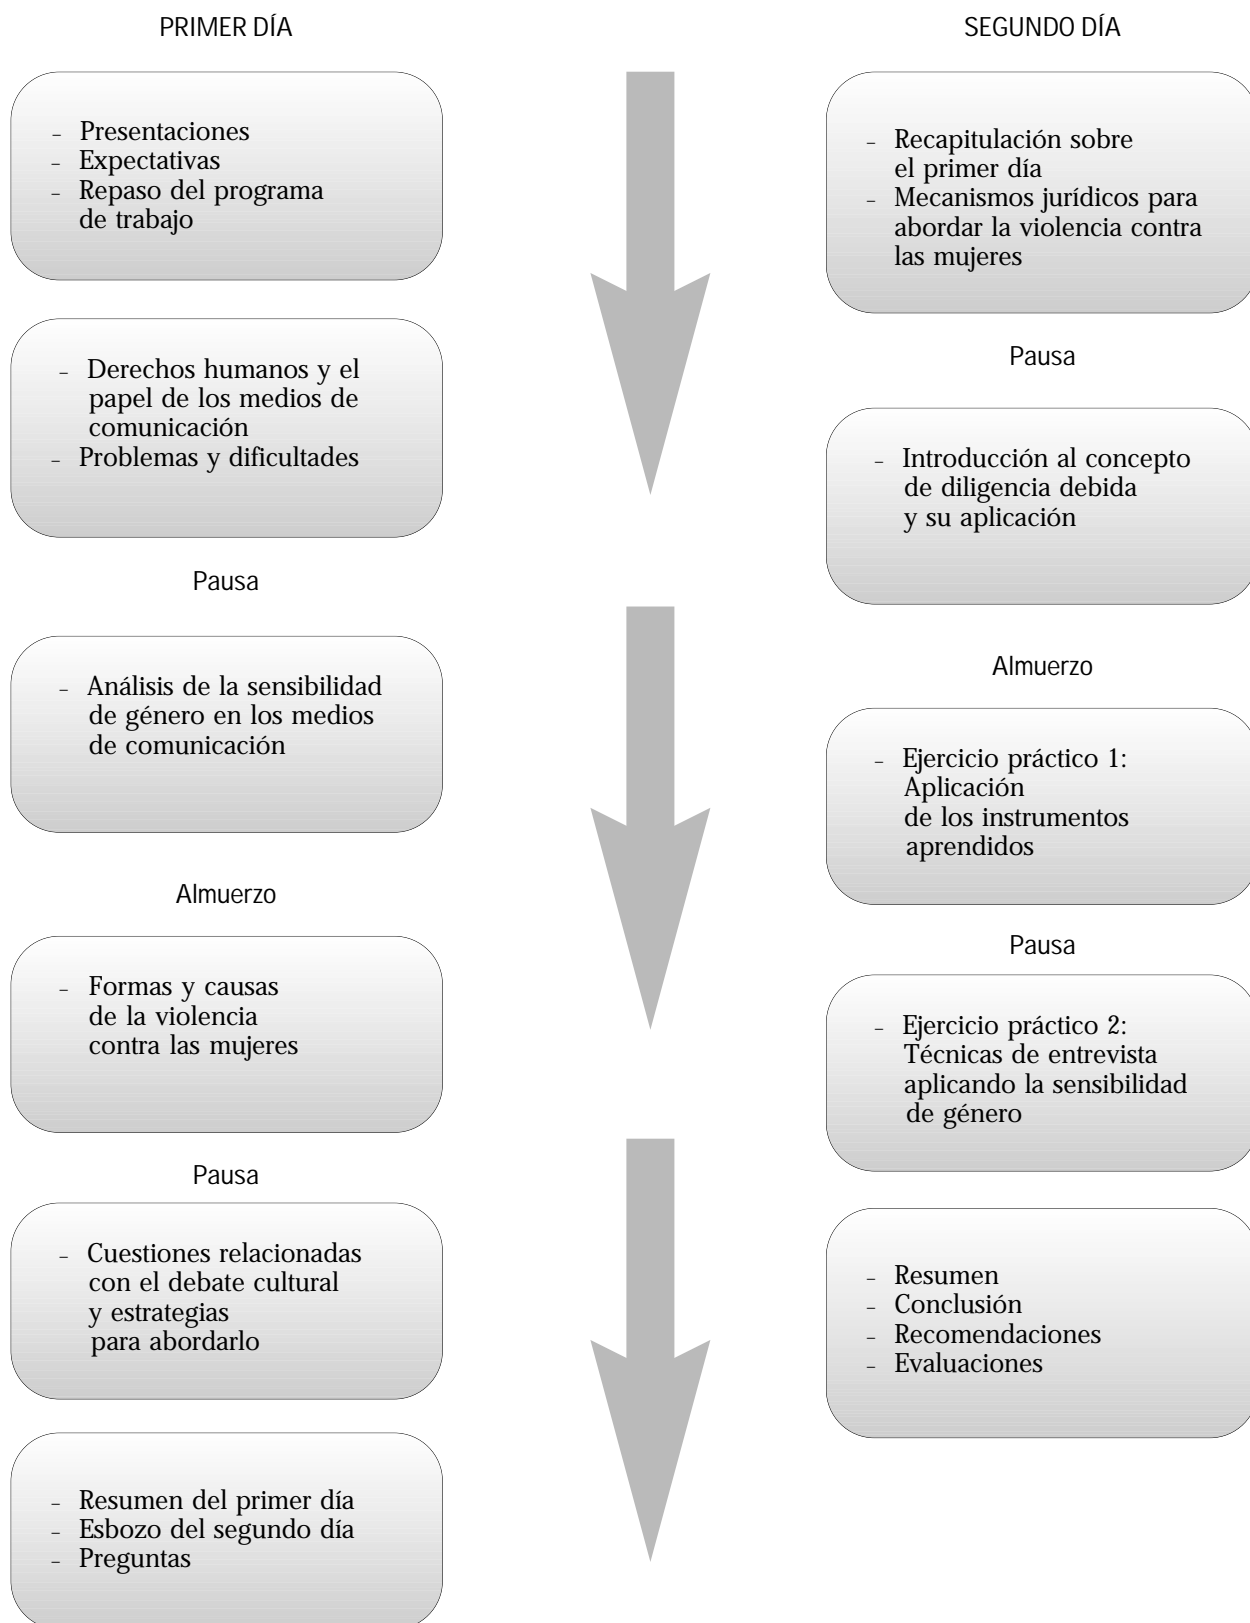 PRIMER DÍA
– Presentaciones
– Expectativas
– Repaso del programa
de trabajo
– Derechos humanos y el
papel de los medios de
comunicación
– Problemas y dificultades
Pausa
– Análisis de la sensibilidad
de género en los medios
de comunicación
Almuerzo
– Formas y causas
de la violencia
contra las mujeres
Pausa
– Cuestiones relacionadas
con el debate cultural
y estrategias
para abordarlo
– Resumen del primer día
– Esbozo del segundo día
– Preguntas
SEGUNDO DÍA
– Recapitulación sobre
el primer día
– Mecanismos jurídicos para
abordar la violencia contra
las mujeres
Pausa
– Introducción al concepto
de diligencia debida
y su aplicación
Almuerzo
– Ejercicio práctico 1:
Aplicación
de los instrumentos
aprendidos
Pausa
– Ejercicio práctico 2:
Técnicas de entrevista
aplicando la sensibilidad
de género
– Resumen
– Conclusión
– Recomendaciones
– Evaluaciones